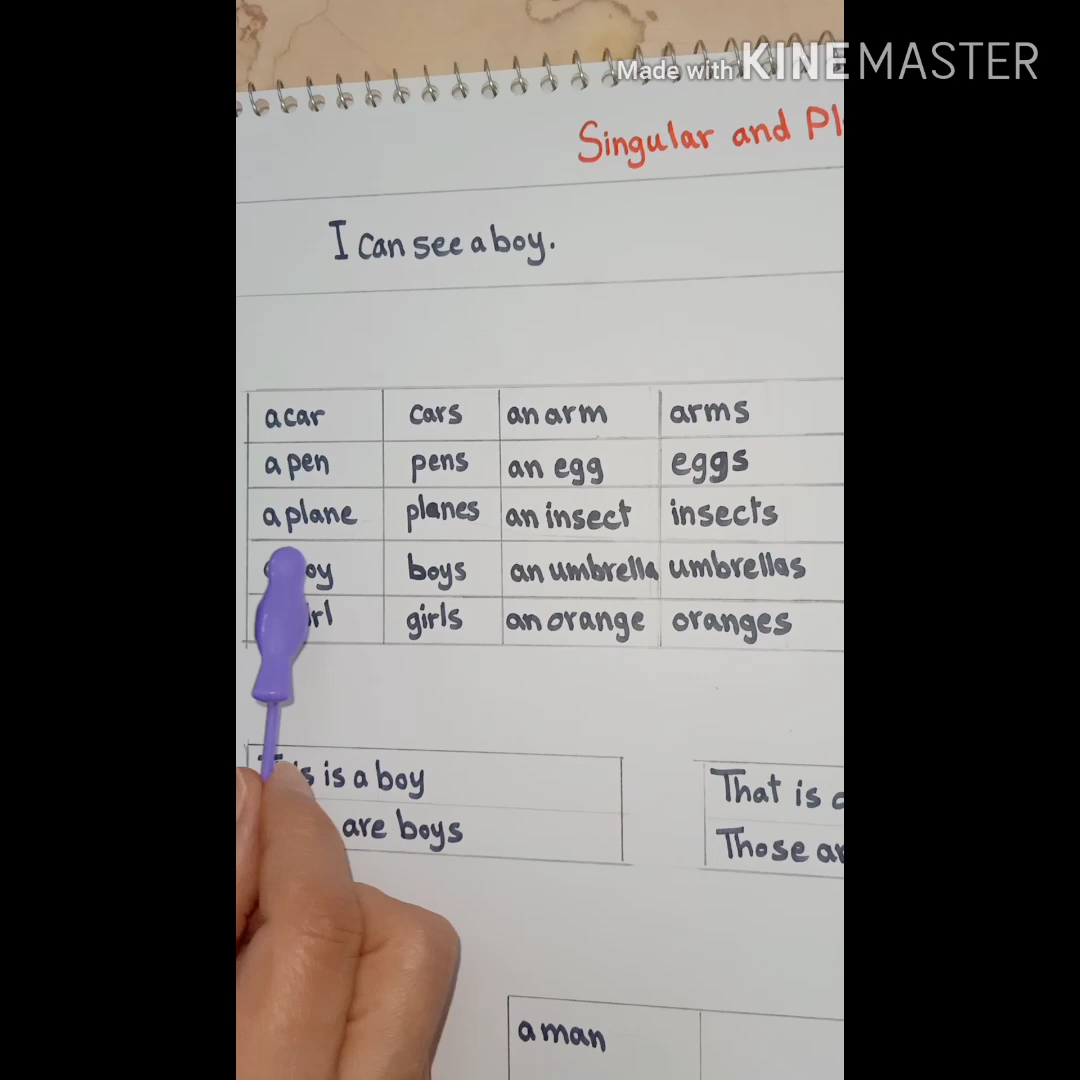 Made with KINEMASTER
Singular and Pl
I can see a boy.
a car cars an arm arms
a pen pens an egg eggs
a plane planes an insect insects
boys an umbrella umbrellas
girls an orange oranges
is a boy
are boys
That is
Those
a man